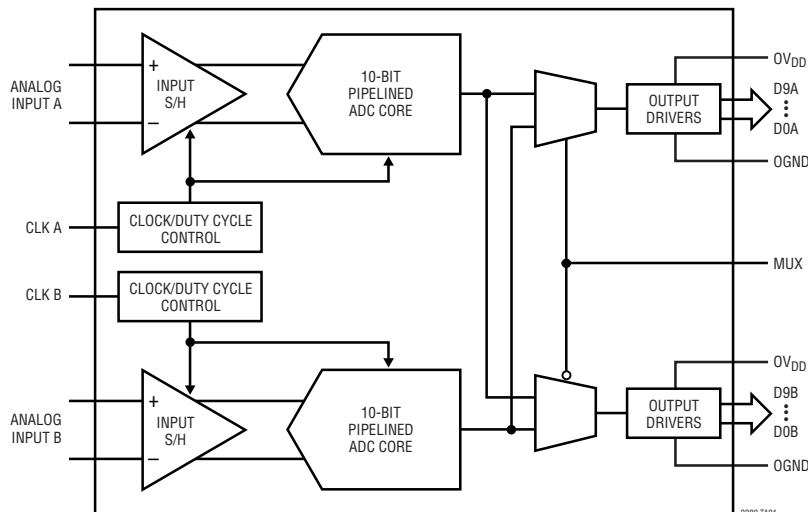 ANALOG
INPUT A
+
−
INPUT
S/H
10-BIT
PIPELINED
ADC CORE
OUTPUT
DRIVERS
OVDD
D9A
D0A
OGND
CLK A
CLOCK/DUTY CYCLE
CONTROL
MUX
CLK B
CLOCK/DUTY CYCLE
CONTROL
ANALOG
INPUT B
+
−
INPUT
S/H
10-BIT
PIPELINED
ADC CORE
OUTPUT
DRIVERS
OVDD
D9B
D0B
OGND